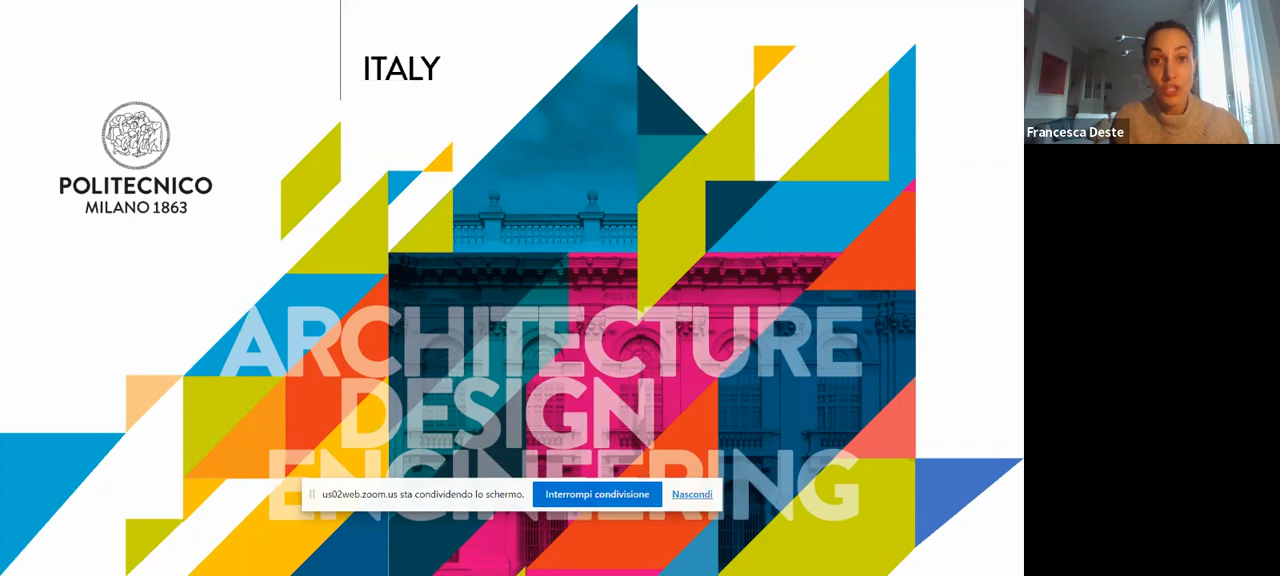 ITALY
POLITECNICO
MILANO 1863
Francesca Deste
ARCHITECTURE
DESIGN
ENGINEERING
us02web.zoom.us sta condividendo lo schermo. Interrompi condivisione Nascondi